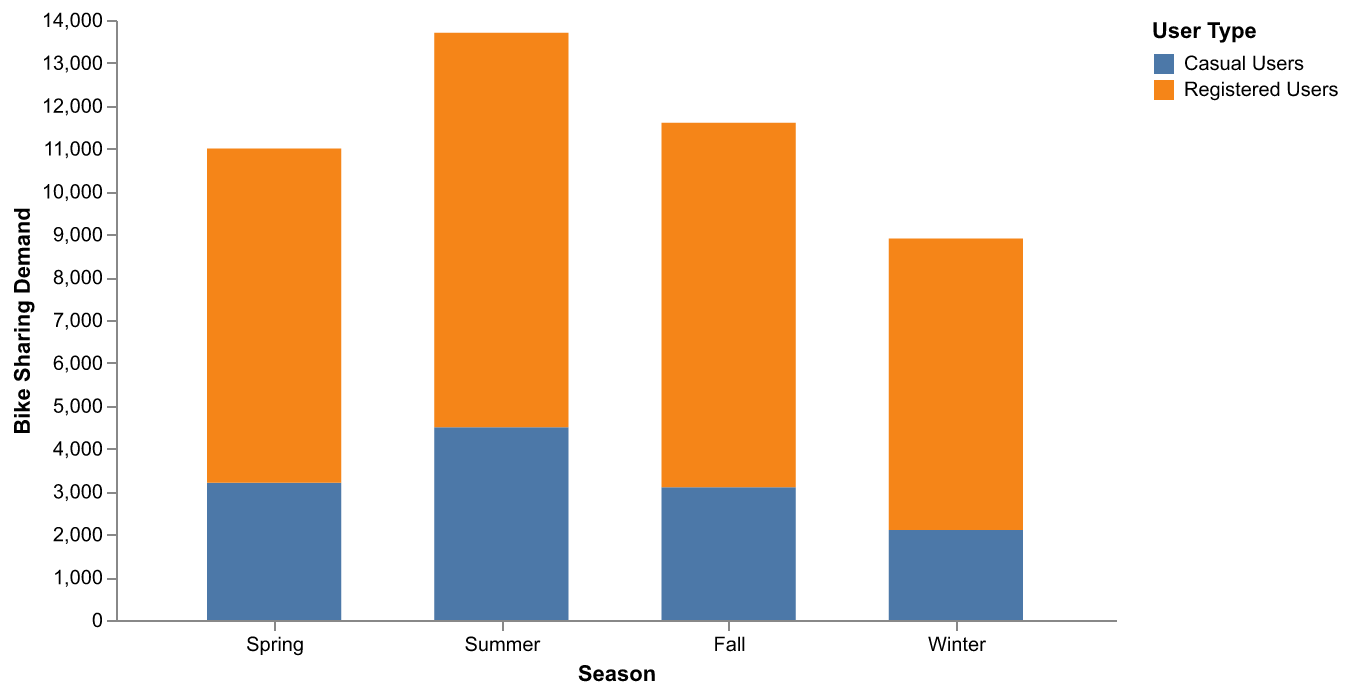 14,000
13,000
12,000
11,000
10,000
9,000
8,000
7,000
6,000
5,000
4,000
3,000
2,000
1,000
0
Bike Sharing Demand
Spring Summer Fall Winter
Season
User Type
Casual Users
Registered Users